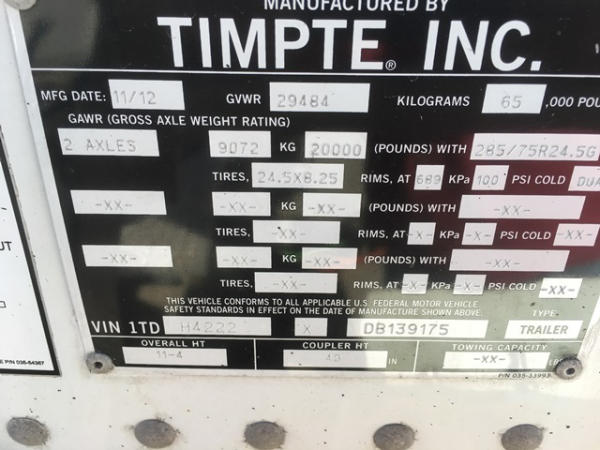 MANUFACTURED BY
TIMPTE® INC.
MFG DATE: 11/12 GVWR 29484 KILOGRAMS 65 ,000 POU
GAWR (GROSS AXLE WEIGHT RATING)
2 AXLES 9072 KG 20000 (POUNDS) WITH 285/75R24.5G
TIRES, 24.5X8.25 RIMS, AT 689 KPa 100 PSI COLD DUA
-XX- -XX- KG -XX- (POUNDS) WITH -XX-
TIRES, -XX- RIMS, AT -X- KPa -X- PSI COLD -XX-
-XX- -XX- KG -XX- (POUNDS) WITH -XX-
TIRES, -XX- RIMS, AT -X- KPa -X- PSI COLD -XX-
THIS VEHICLE CONFORMS TO ALL APPLICABLE U.S. FEDERAL MOTOR VEHICLE
SAFETY STANDARDS IN EFFECT ON THE DATE OF MANUFACTURE SHOWN ABOVE. TYPE:
VIN 1TD H4222 X DB139175 TRAILER
OVERALL HT COUPLER HT TOWING CAPACITY
11-4 IN -XX-
P/N 035-33993
UT
E P/N 035-54367